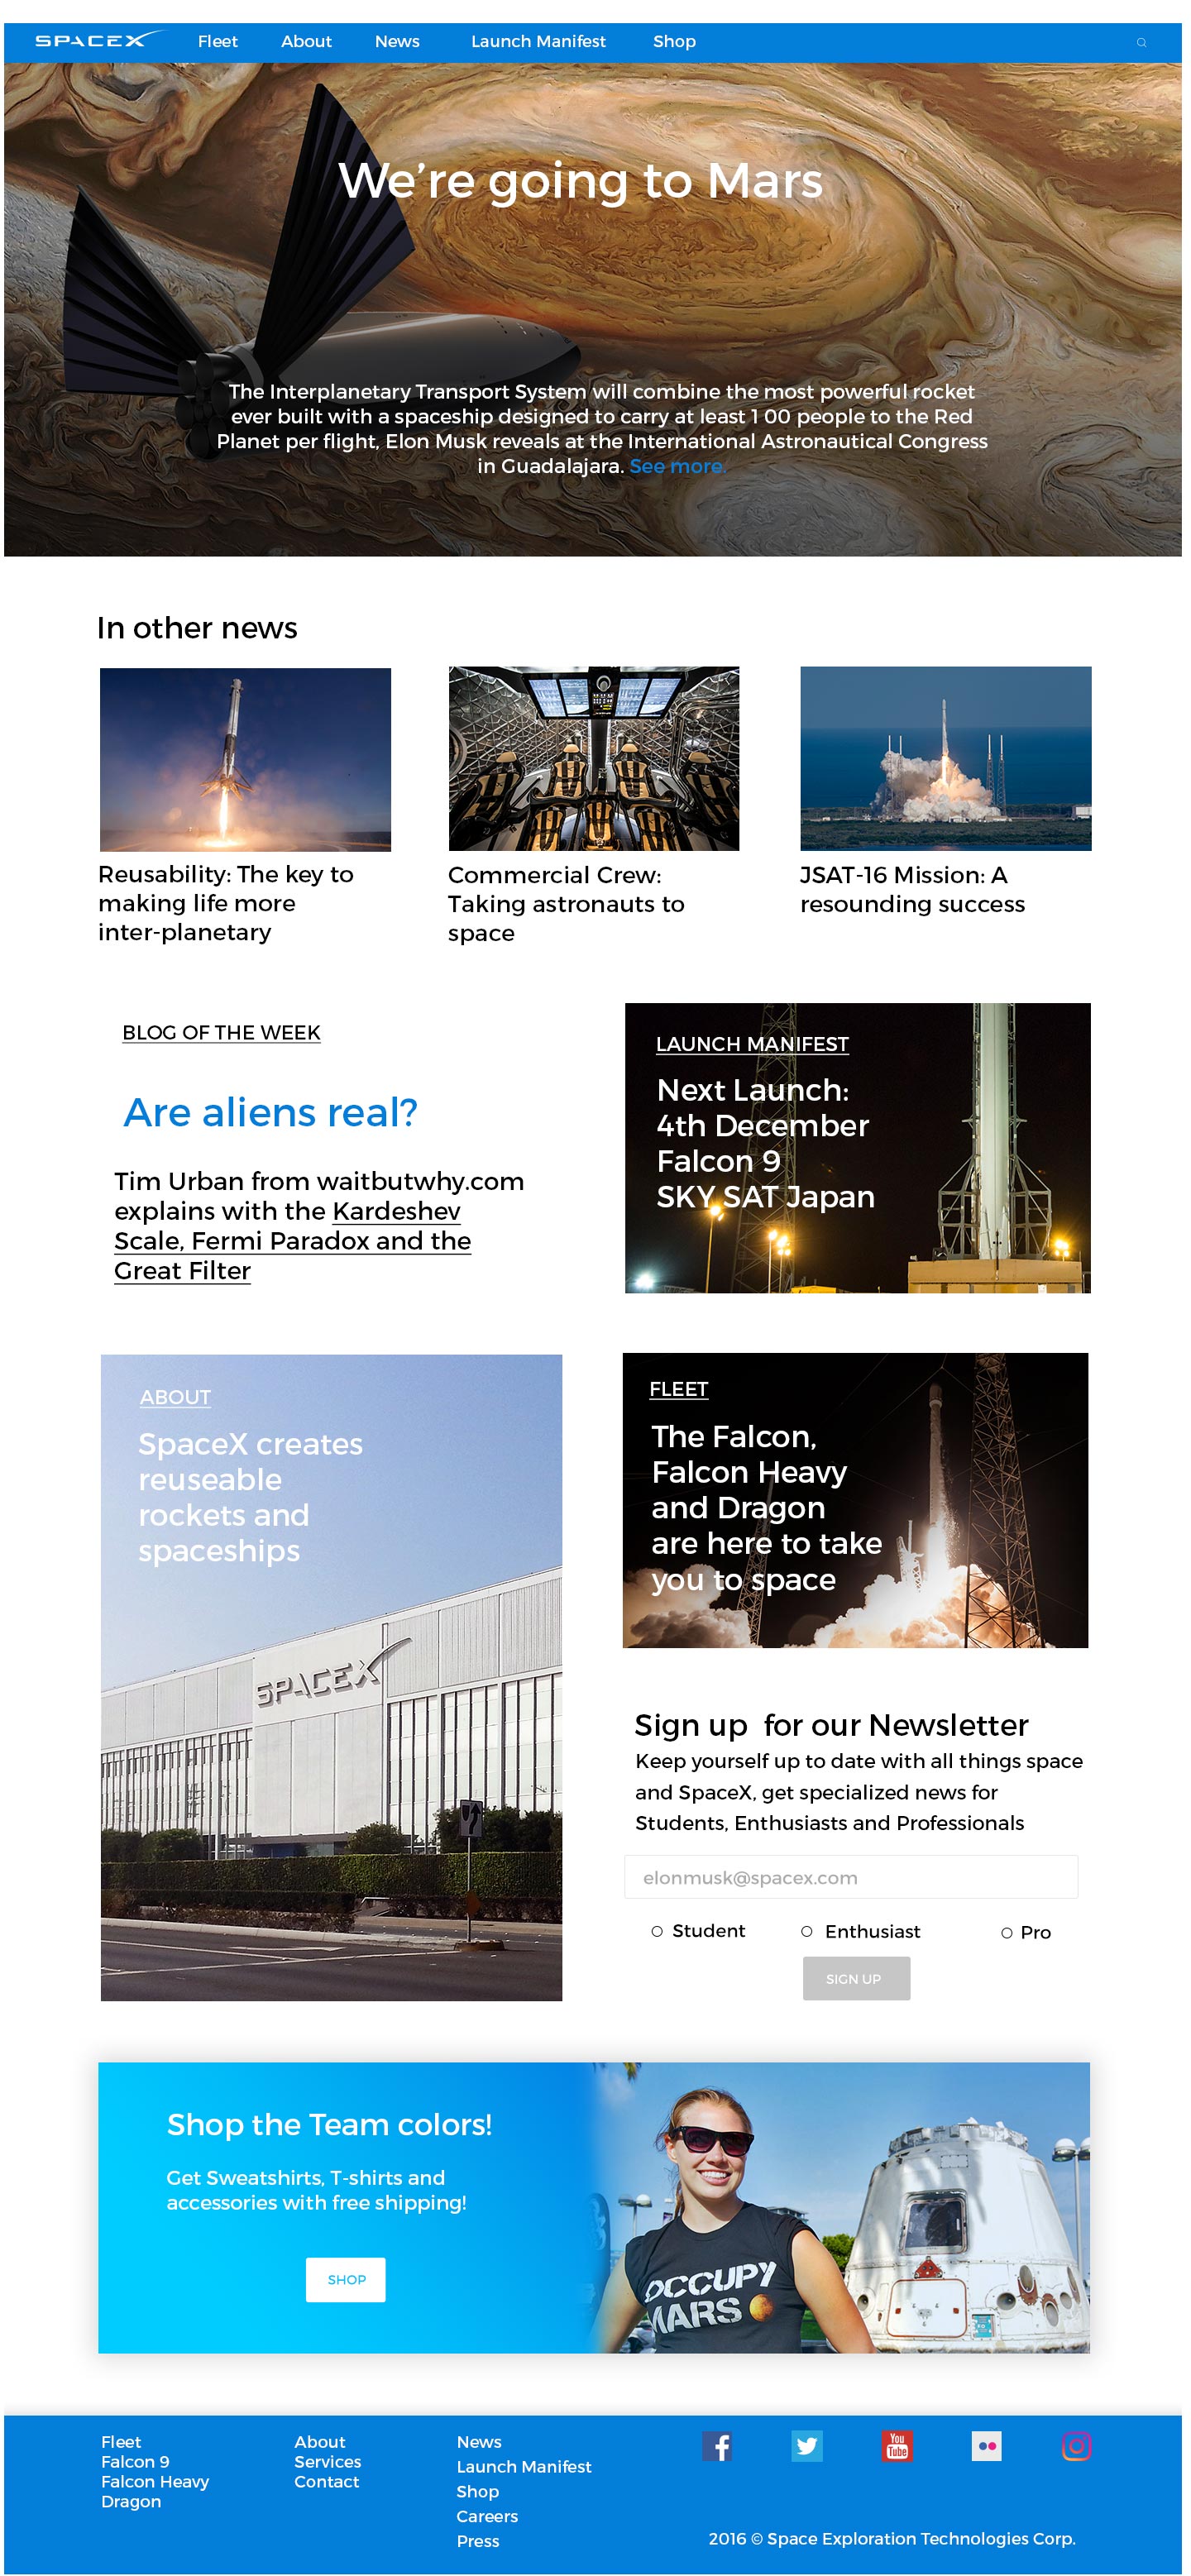 SPACEX
Fleet
About
News
Launch Manifest
Shop
We're going to Mars
The Interplanetary Transport System will combine the most powerful rocket
ever built with a spaceship designed to carry at least 1 00 people to the Red
Planet per flight, Elon Musk reveals at the International Astronautical Congress
in Guadalajara. See more.
In other news
Reusability: The key to
making life more
inter-planetary
Commercial Crew:
Taking astronauts to
space
JSAT-16 Mission: A
resounding success
BLOG OF THE WEEK
Are aliens real?
Tim Urban from waitbutwhy.com
explains with the Kardeshev
Scale, Fermi Paradox and the
Great Filter
LAUNCH MANIFEST
Next Launch:
4th December
Falcon 9
SKY SAT Japan
ABOUT
SpaceX creates
reuseable
rockets and
spaceships
SPACEX
FLEET
The Falcon,
Falcon Heavy
and Dragon
are here to take
you to space
Sign up  for our Newsletter
Keep yourself up to date with all things space
and SpaceX, get specialized news for
Students, Enthusiasts and Professionals
elonmusk@spacex.com
Student
Enthusiast
Pro
SIGN UP
Shop the Team colors!
Get Sweatshirts, T-shirts and
accessories with free shipping!
SHOP
OCCUPY
MARS
Fleet
Falcon 9
Falcon Heavy
Dragon
About
Services
Contact
News
Launch Manifest
Shop
Careers
Press
You
Tube
2016 © Space Exploration Technologies Corp.